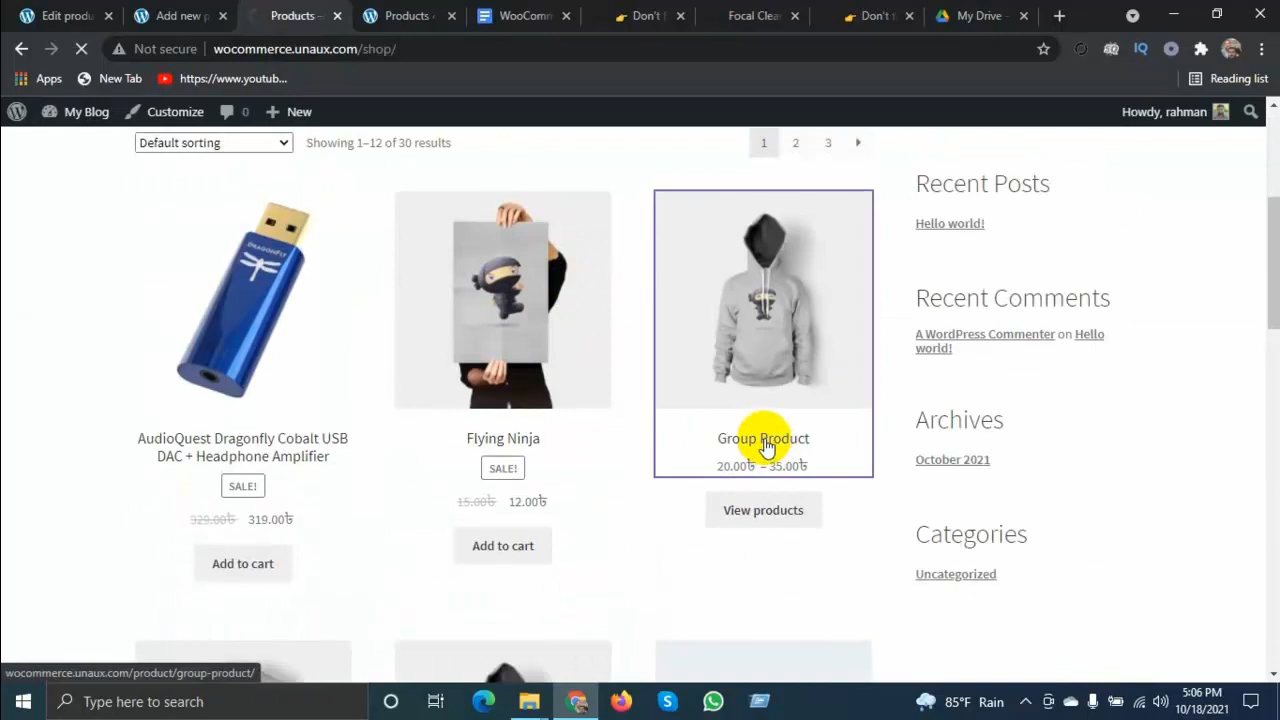 Edit produ
Add new p
Products –
Products
WooComm
Don't
Focal Clea
Don't t
My Drive –
Not secure
wocommerce.unaux.com/shop/
Apps
New Tab
https://www.youtub...
Reading list
My Blog
Customize
0
New
Howdy, rahman
Default sorting
Showing 1–12 of 30 results
1
2
3
Recent Posts
Hello world!
Recent Comments
A WordPress Commenter on Hello
world!
Archives
October 2021
Categories
Uncategorized
DRAGONFLY
AudioQuest Dragonfly Cobalt USB
DAC + Headphone Amplifier
SALE!
329.00৳ 319.00৳
Add to cart
Flying Ninja
SALE!
15.00৳ 12.00৳
Add to cart
Group Product
20.00৳ – 35.00৳
View products
wocommerce.unaux.com/product/group-product/
Type here to search
85°F Rain
5:06 PM
10/18/2021